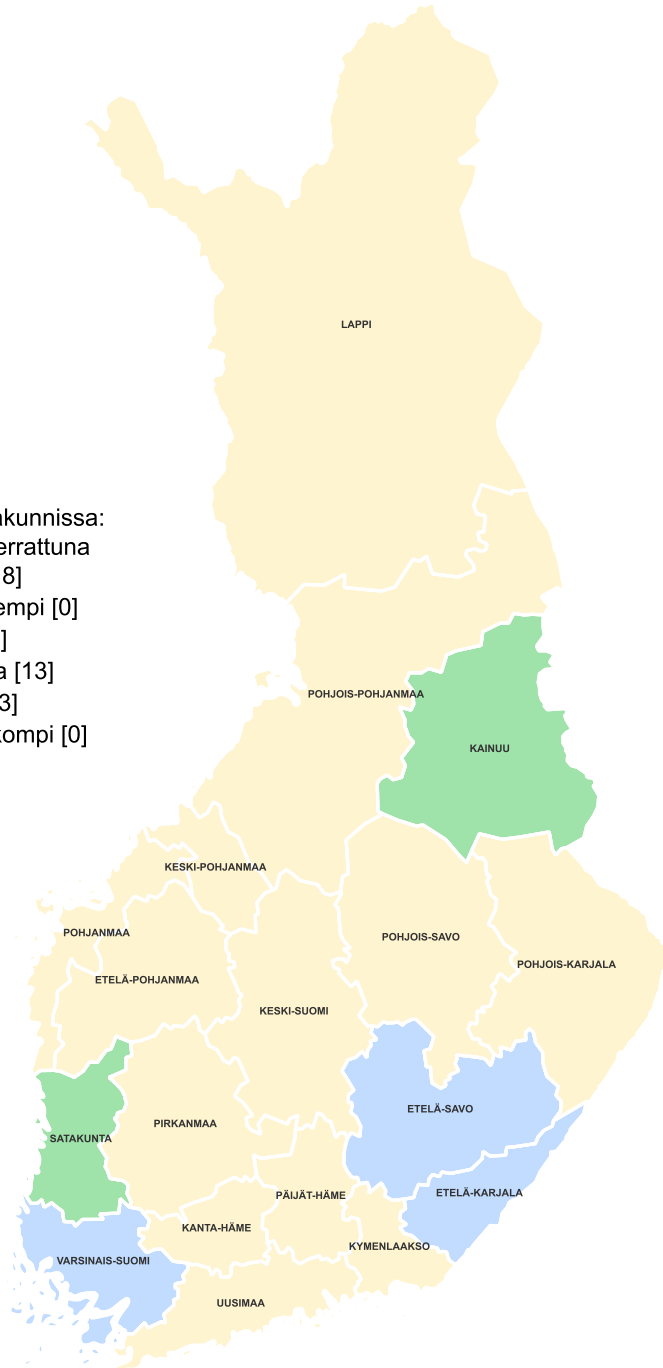 LAPPI
akunnissa:
errattuna
8]
empi [0]
]
a [13]
3]
kompi [0]
POHJOIS-POHJANMAA
KAINUU
KESKI-POHJANMAA
POHJANMAA
POHJOIS-SAVO
POHJOIS-KARJALA
ETELÄ-POHJANMAA
KESKI-SUOMI
ETELÄ-SAVO
PIRKANMAA
SATAKUNTA
ETELÄ-KARJALA
PÄIJÄT-HÄME
KANTA-HÄME
KYMENLAAKSO
VARSINAIS-SUOMI
UUSIMAA